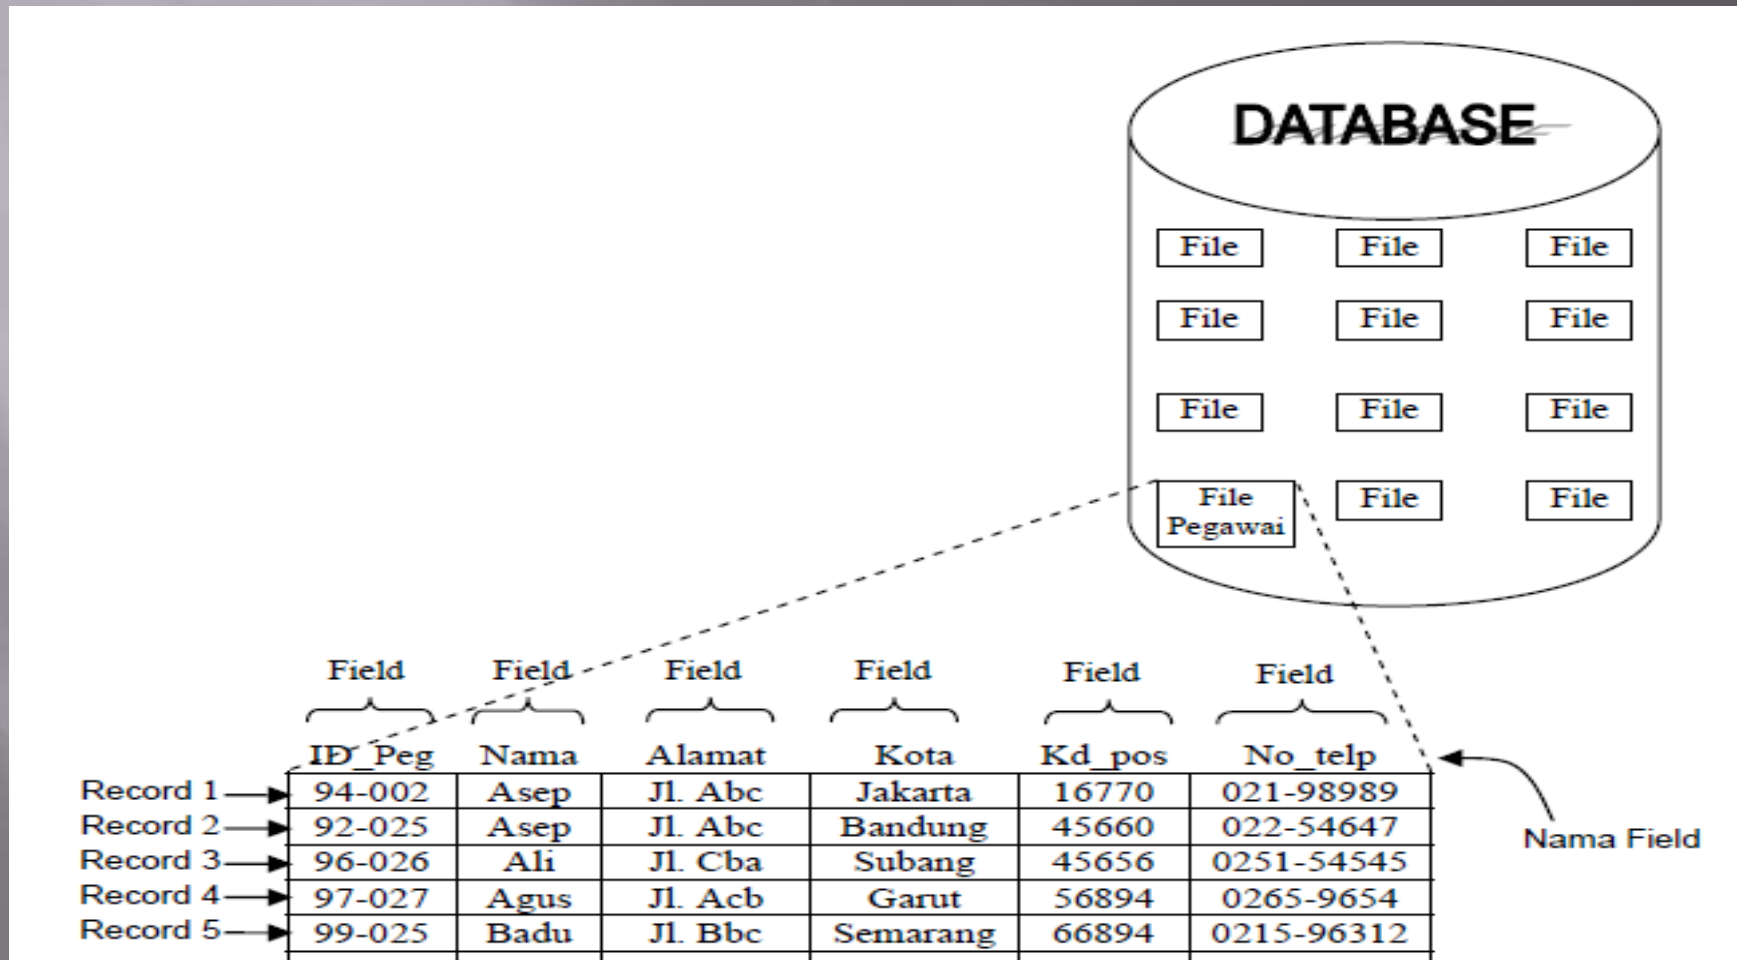 DATABASE
File File File
File File File
File File File
File Pegawai File File
Field Field Field Field Field Field
ID_Peg Nama Alamat Kota Kd_pos No_telp
Record 1 94-002 Asep Jl. Abc Jakarta 16770 021-98989
Record 2 92-025 Asep Jl. Abc Bandung 45660 022-54647
Nama Field
Record 3 96-026 Ali Jl. Cba Subang 45656 0251-54545
Record 4 97-027 Agus Jl. Acb Garut 56894 0265-9654
Record 5 99-025 Badu Jl. Bbc Semarang 66894 0215-96312